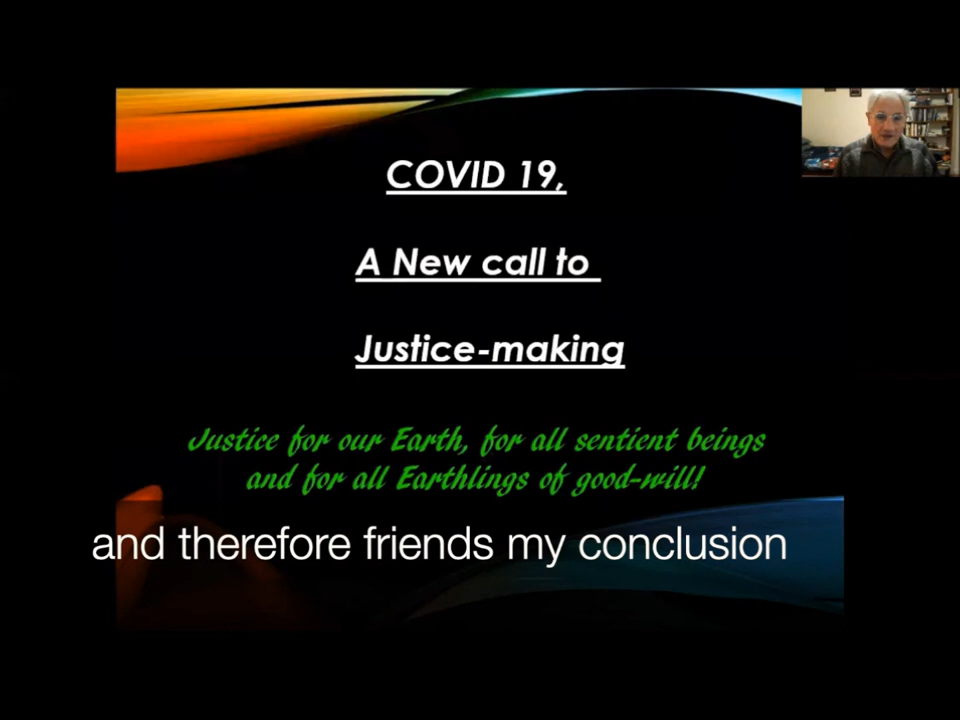 COVID 19,
A New call to
Justice-making
Justice for our Earth, for all sentient beings
and for all Earthlings of good-will!
and therefore friends my conclusion